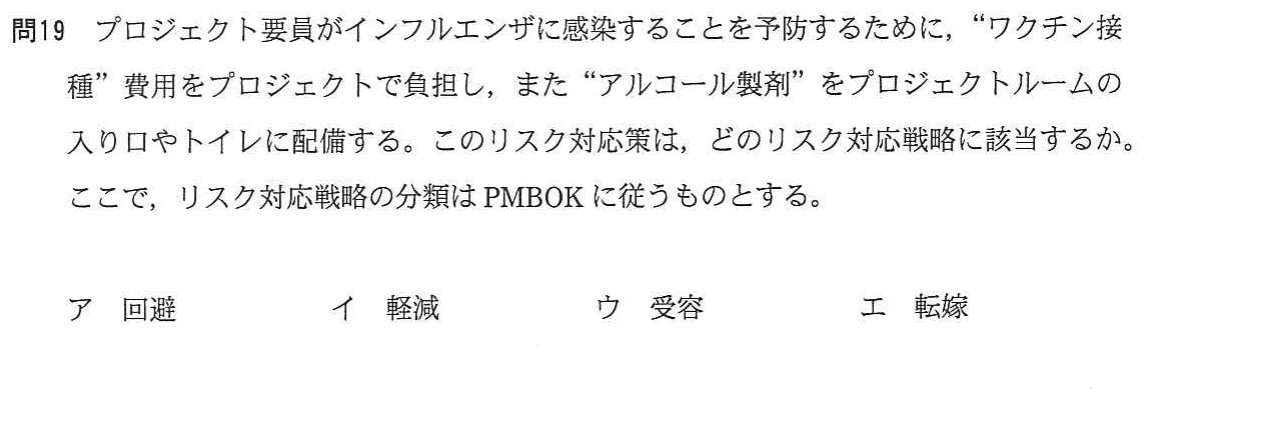 問19 プロジェクト要員がインフルエンザに感染することを予防するために，“ワクチン接
種”費用をプロジェクトで負担し，また“アルコール製剤”をプロジェクトルームの
入り口やトイレに配備する。このリスク対応策は，どのリスク対応戦略に該当するか。
ここで，リスク対応戦略の分類は PMBOK に従うものとする。
ア 回避 イ 軽減 ウ 受容 エ 転嫁